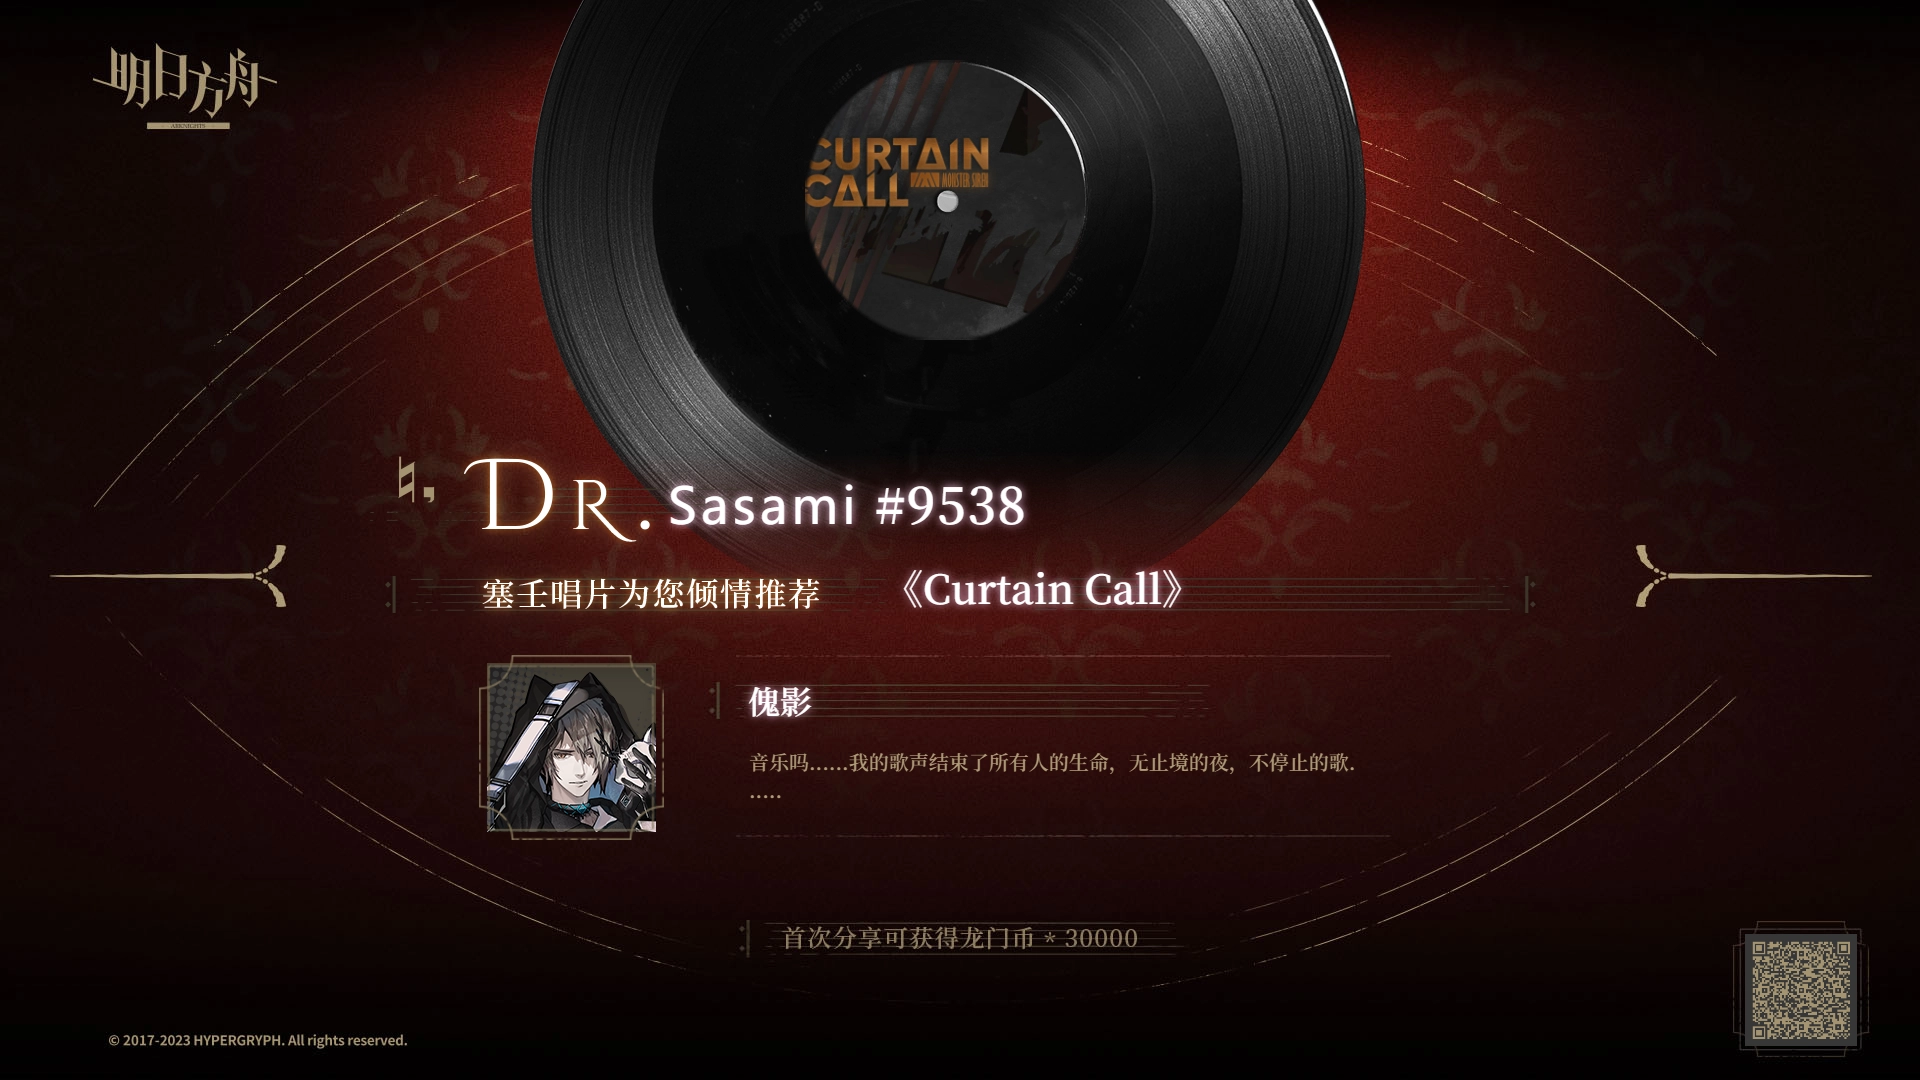 明日方舟
ARKNIGHTS
CURTAIN
CALL MONSTER SIREN
DR. Sasami #9538
塞壬唱片为您倾情推荐 《Curtain Call》
傀影
音乐吗……我的歌声结束了所有人的生命，无止境的夜，不停止的歌.
.....
首次分享可获得龙门币 * 30000
© 2017-2023 HYPERGRYPH. All rights reserved.